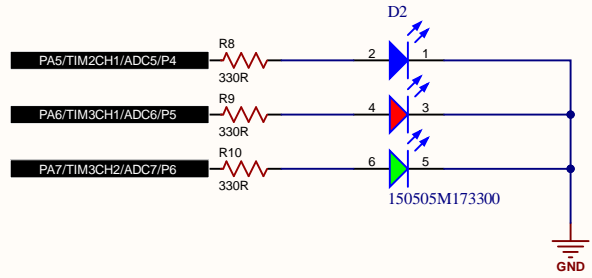 D2
R8
PA5/TIM2CH1/ADC5/P4
2
1
330R
R9
PA6/TIM3CH1/ADC6/P5
4
3
330R
R10
PA7/TIM3CH2/ADC7/P6
6
5
330R
150505M173300
GND